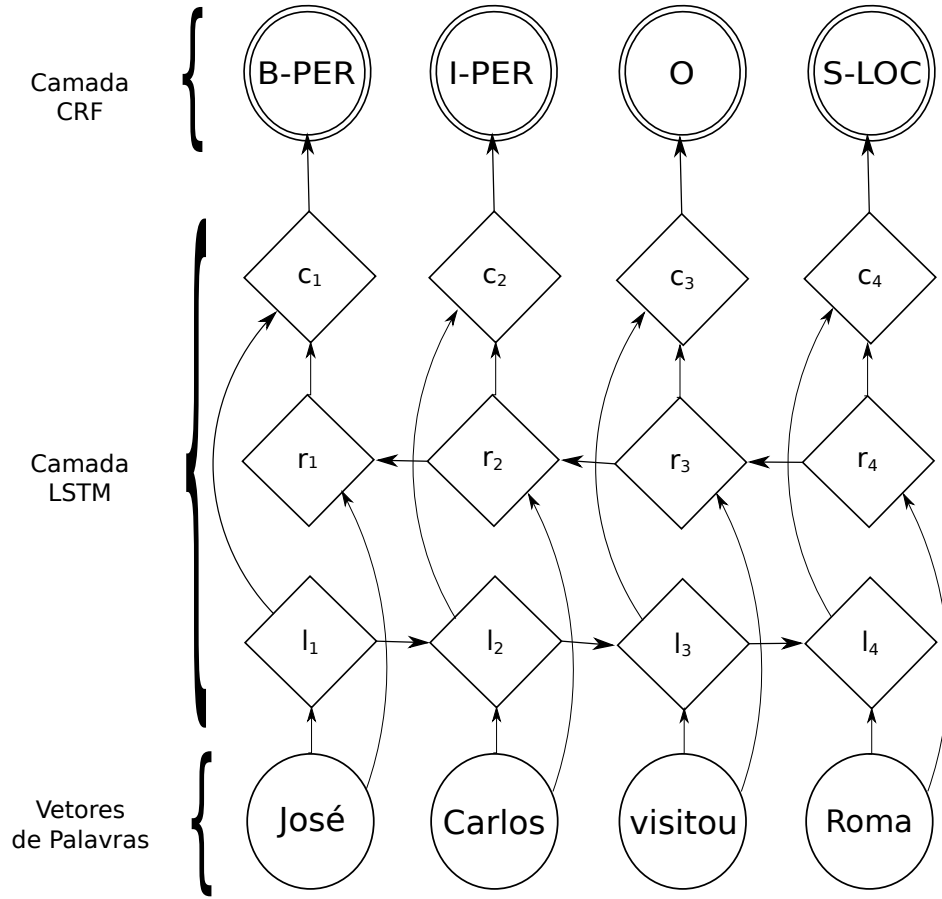 Camada
CRF
B-PER
I-PER
O
S-LOC
c1
c2
c3
c4
Camada
LSTM
r1
r2
r3
r4
l1
l2
l3
l4
Vetores
de Palavras
José
Carlos
visitou
Roma